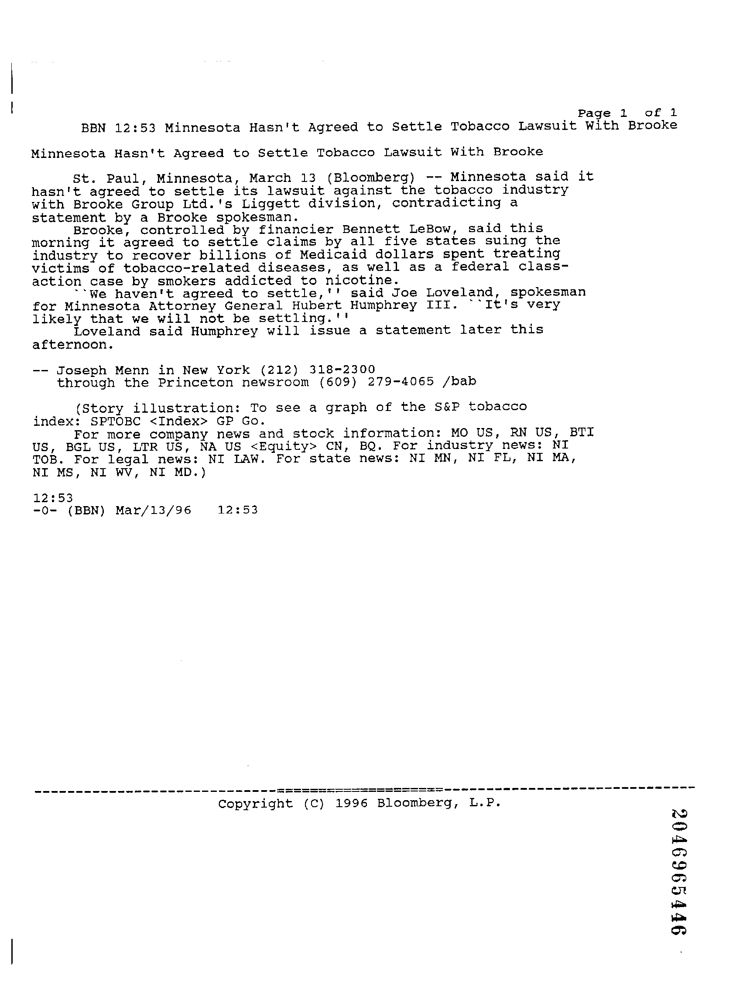 Page 1 of 1
BBN 12:53 Minnesota Hasn't Agreed to Settle Tobacco Lawsuit With Brooke
Minnesota Hasn't Agreed to Settle Tobacco Lawsuit With Brooke
St. Paul, Minnesota, March 13 (Bloomberg) -- Minnesota said it
hasn't agreed to settle its lawsuit against the tobacco industry
with Brooke Group Ltd.'s Liggett division, contradicting a
statement by a Brooke spokesman.
Brooke, controlled by financier Bennett LeBow, said this
morning it agreed to settle claims by all five states suing the
industry to recover billions of Medicaid dollars spent treating
victims of tobacco-related diseases, as well as a federal class-
action case by smokers addicted to nicotine.
``We haven't agreed to settle,'' said Joe Loveland, spokesman
for Minnesota Attorney General Hubert Humphrey III. ``It's very
likely that we will not be settling.''
Loveland said Humphrey will issue a statement later this
afternoon.
-- Joseph Menn in New York (212) 318-2300
through the Princeton newsroom (609) 279-4065 /bab
(Story illustration: To see a graph of the S&P tobacco
index: SPTOBC <Index> GP Go.
For more company news and stock information: MO US, RN US, BTI
US, BGL US, LTR US, NA US <Equity> CN, BQ. For industry news: NI
TOB. For legal news: NI LAW. For state news: NI MN, NI FL, NI MA,
NI MS, NI WV, NI MD.)
12:53
-0- (BBN) Mar/13/96   12:53
Copyright (C) 1996 Bloomberg, L.P.
2046965446